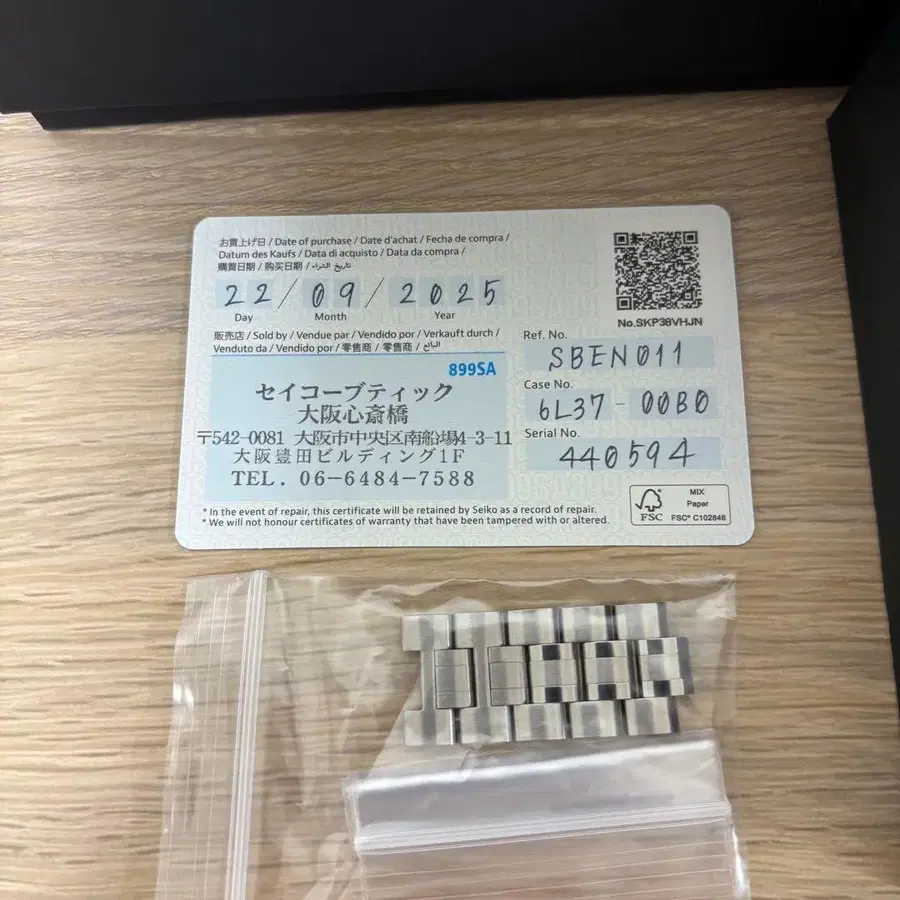 お買上げ日 / Date of purchase / Date d'achat / Fecha de compra /
Datum des Kaufs / Data di acquisto / Data da compra /
購買日期 / 购买日期 / تاريخ الشراء
22 / 09 / 2025
Day Month Year
No.SKP38VHJN
販売店 / Sold by / Vendue par / Vendido por / Verkauft durch /
Venduto da / Vendido por / 零售商 / 零售商 / البائع
899SA
セイコーブティック
大阪心斎橋
〒542-0081 大阪市中央区南船場4-3-11
大阪豊田ビルディング1F
TEL. 06-6484-7588
Ref. No.
SBEN011
Case No.
6L37-00B0
Serial No.
440594
* In the event of repair, this certificate will be retained by Seiko as a record of repair.
* We will not honour certificates of warranty that have been tampered with or altered.
FSC
MIX
Paper
FSC® C102846